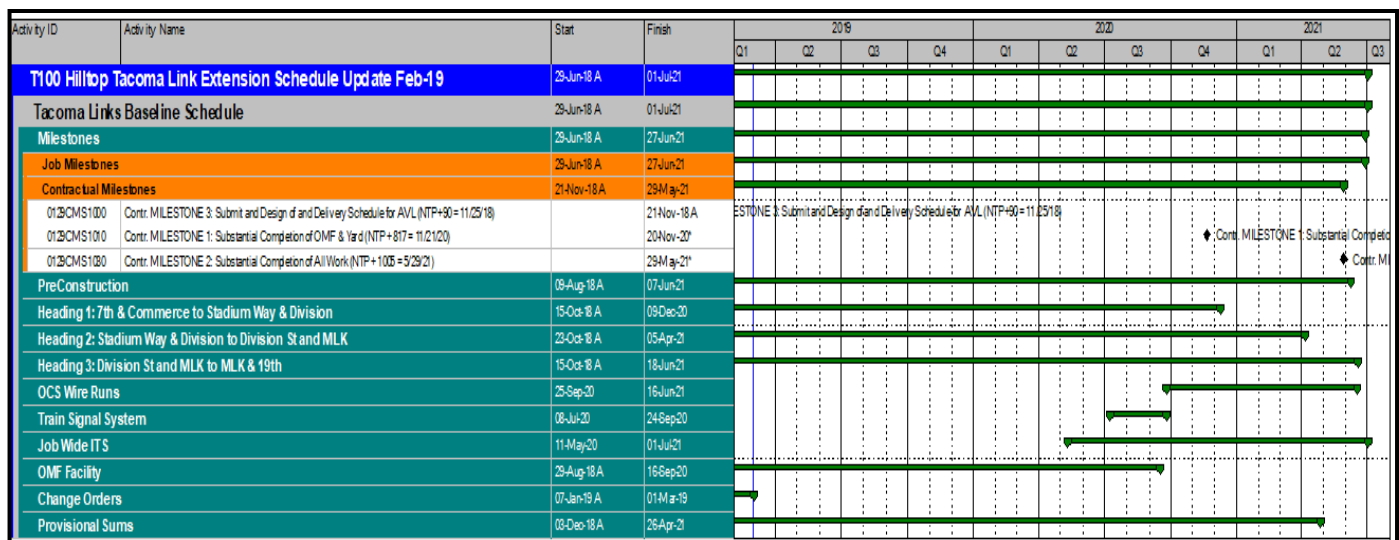 Activity ID Activity Name Start Finish 2019 2020 2021
Q1 Q2 Q3 Q4 Q1 Q2 Q3 Q4 Q1 Q2 Q3
T100 Hilltop Tacoma Link Extension Schedule Update Feb-19 29-Jun-18 A 01-Jul-21
Tacoma Links Baseline Schedule 29-Jun-18 A 01-Jul-21
Milestones 29-Jun-18 A 27-Jun-21
Job Milestones 29-Jun-18 A 27-Jun-21
Contractual Milestones 21-Nov-18 A 29-May-21
0129CMS1000 Contr. MILESTONE 3: Submit and Design of and Delivery Schedule for AVL (NTP+90 = 11/25/18) 21-Nov-18 A ESTONE 3: Submit and Design of and Delivery Schedule for AVL (NTP+90 = 11/25/18)
0129CMS1010 Contr. MILESTONE 1: Substantial Completion of OMF & Yard (NTP + 817 = 11/21/20) 20-Nov-20* Contr. MILESTONE 1: Substantial Completio
0129CMS1030 Contr. MILESTONE 2: Substantial Completion of All Work (NTP + 1005 = 5/29/21) 29-May-21* Contr. MI
PreConstruction 09-Aug-18 A 07-Jun-21
Heading 1: 7th & Commerce to Stadium Way & Division 15-Oct-18 A 09-Dec-20
Heading 2: Stadium Way & Division to Division St and MLK 23-Oct-18 A 05-Apr-21
Heading 3: Division St and MLK to MLK & 19th 15-Oct-18 A 18-Jun-21
OCS Wire Runs 25-Sep-20 16-Jun-21
Train Signal System 08-Jul-20 24-Sep-20
Job Wide ITS 11-May-20 01-Jul-21
OMF Facility 29-Aug-18 A 16-Sep-20
Change Orders 07-Jan-19 A 01-Mar-19
Provisional Sums 03-Dec-18 A 26-Apr-21